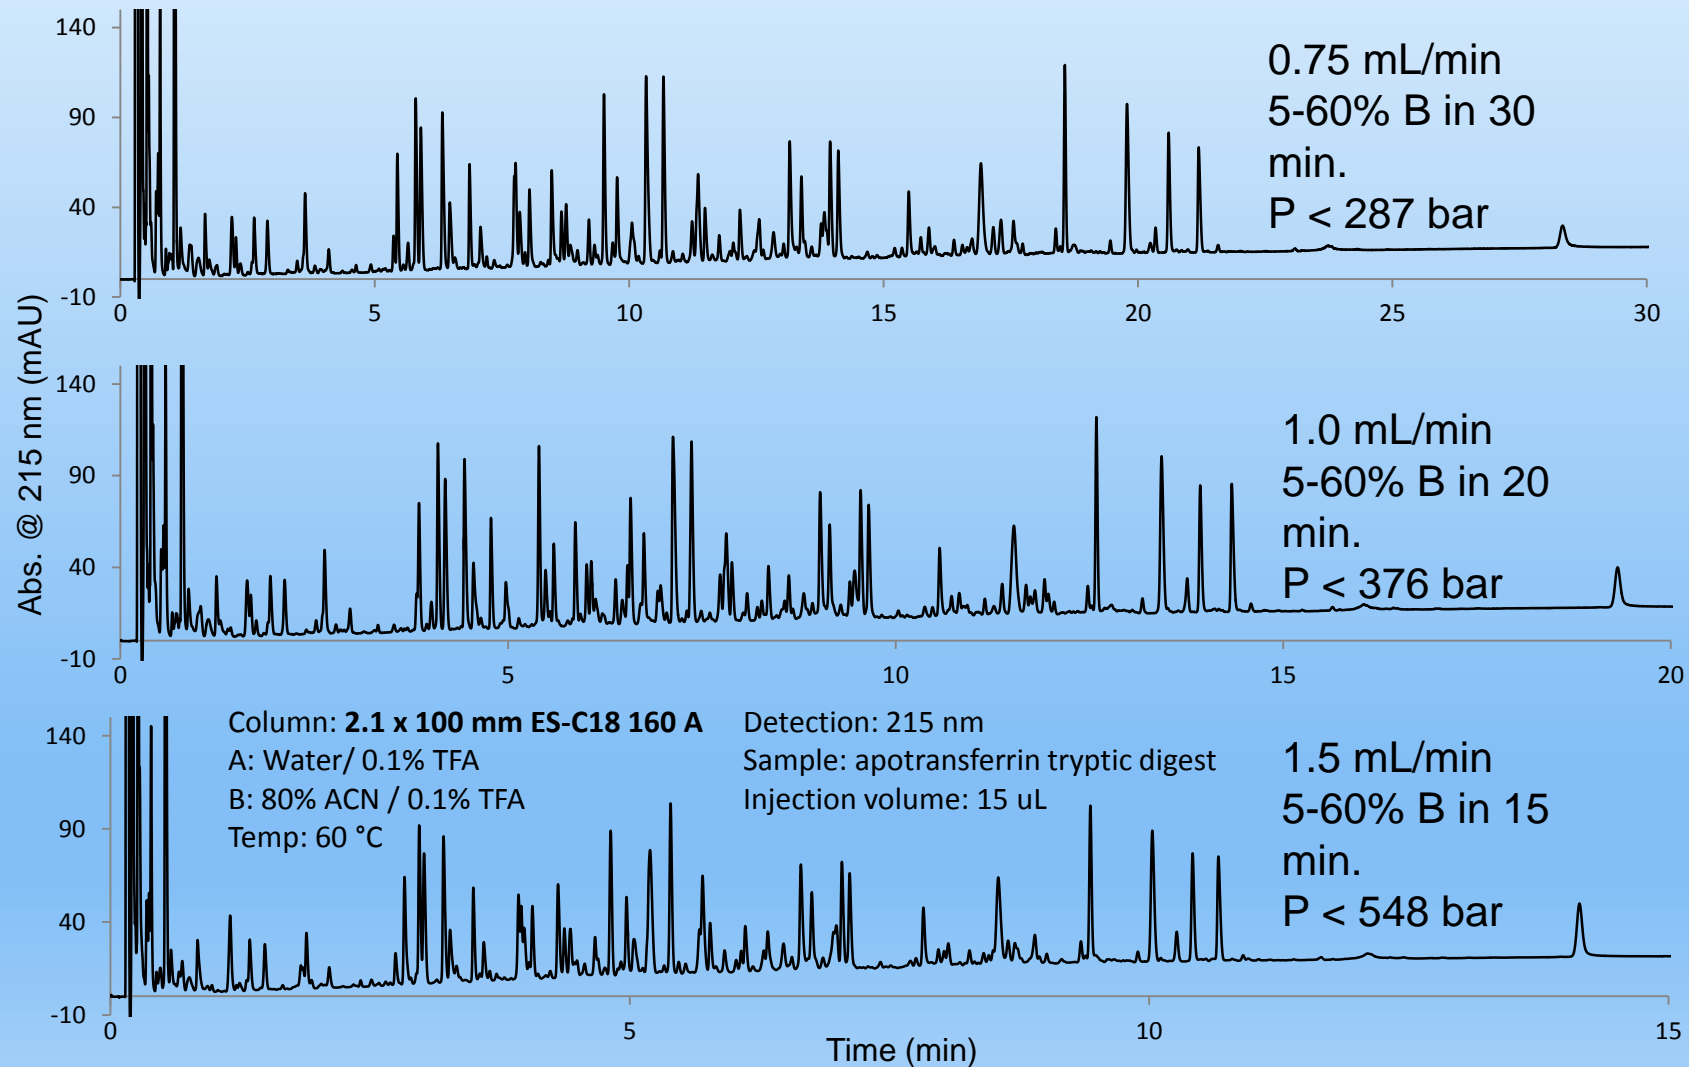 Abs. @ 215 nm (mAU)
140
90
40
-10
0 5 10 15 20 25 30
0.75 mL/min
5-60% B in 30
min.
P < 287 bar
140
90
40
-10
0 5 10 15 20
1.0 mL/min
5-60% B in 20
min.
P < 376 bar
140
90
40
-10
0 5 10 15
Column: 2.1 x 100 mm ES-C18 160 A
A: Water/ 0.1% TFA
B: 80% ACN / 0.1% TFA
Temp: 60 °C
Detection: 215 nm
Sample: apotransferrin tryptic digest
Injection volume: 15 uL
1.5 mL/min
5-60% B in 15
min.
P < 548 bar
Time (min)